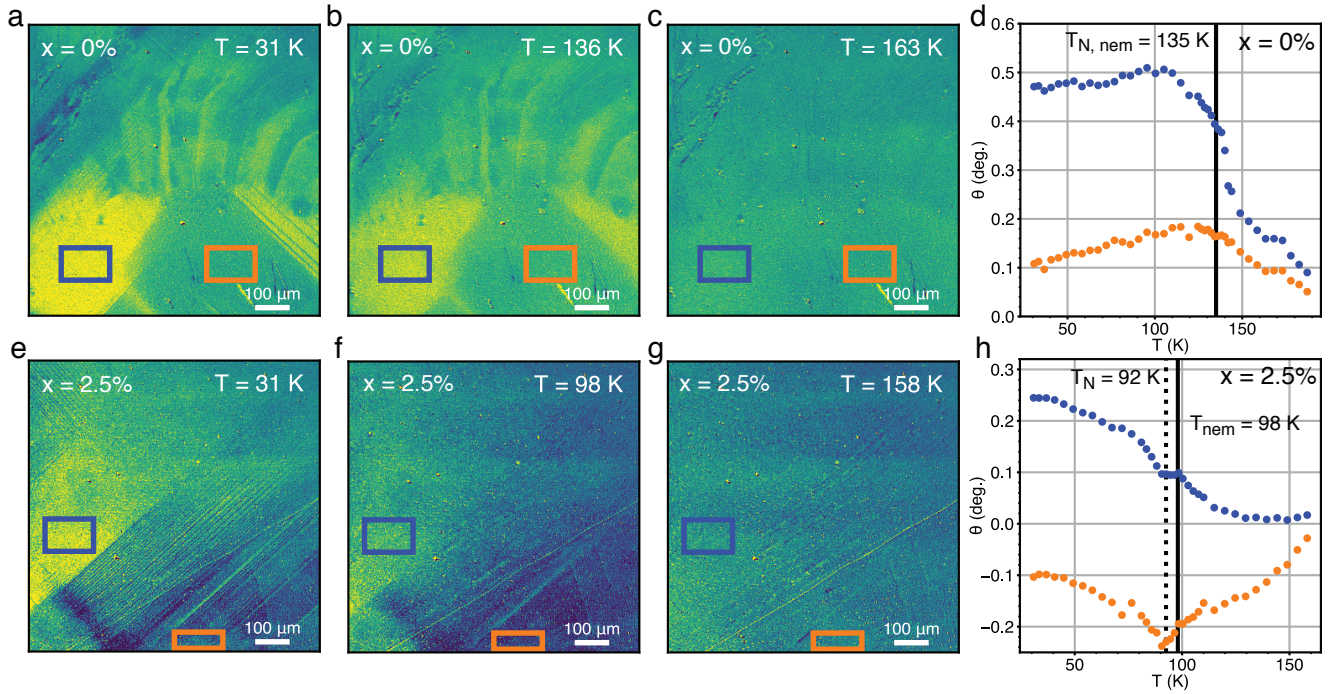 a
x = 0%
T = 31 K
100 μm
b
x = 0%
T = 136 K
100 μm
c
x = 0%
T = 163 K
100 μm
d
0.6
0.5
0.4
0.3
0.2
0.1
0.0
θ (deg.)
T_N, nem = 135 K
x = 0%
50
100
150
T (K)
e
x = 2.5%
T = 31 K
100 μm
f
x = 2.5%
T = 98 K
100 μm
g
x = 2.5%
T = 158 K
100 μm
h
0.3
0.2
0.1
0.0
−0.1
−0.2
θ (deg.)
T_N = 92 K
x = 2.5%
T_nem = 98 K
50
100
150
T (K)